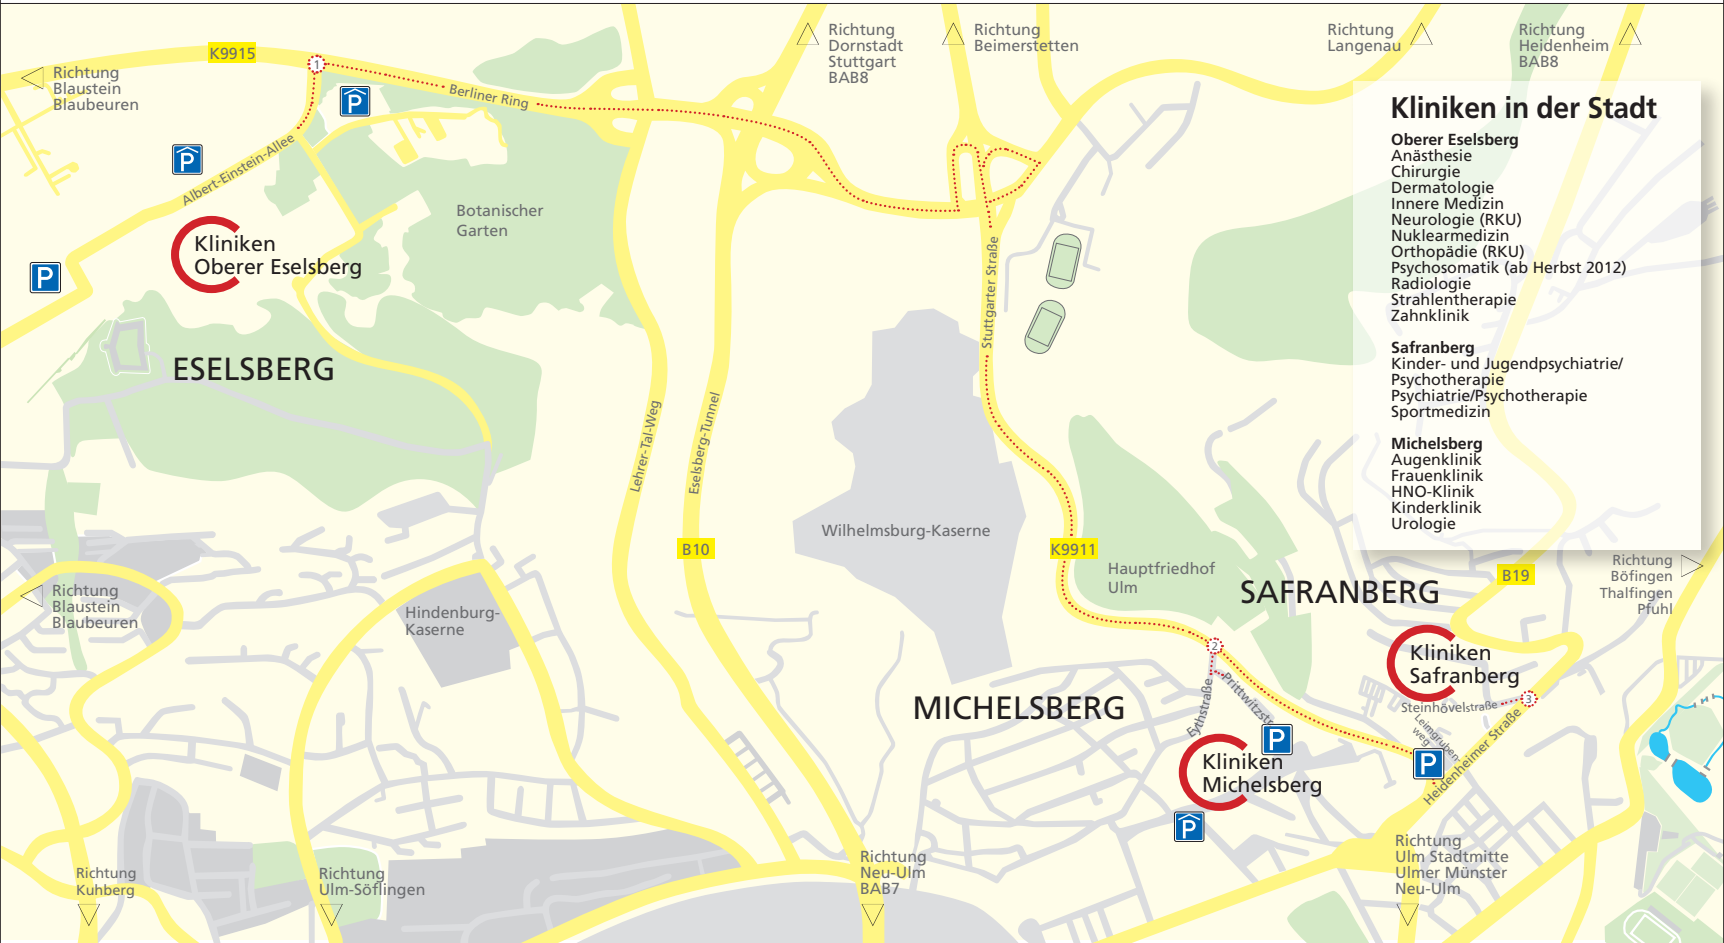 K9915
1
Richtung
Blaustein
Blaubeuren
P
P
P
Albert-Einstein-Allee
Berliner Ring
Richtung
Dornstadt
Stuttgart
BAB8
Richtung
Beimerstetten
Richtung
Langenau
Richtung
Heidenheim
BAB8
Kliniken
Oberer Eselsberg
Botanischer
Garten
ESELSBERG
Stuttgarter Straße
Lehrer-Tal-Weg
Eselsberg-Tunnel
B10
Wilhelmsburg-Kaserne
K9911
Hauptfriedhof
Ulm
Kliniken in der Stadt
Oberer Eselsberg
Anästhesie
Chirurgie
Dermatologie
Innere Medizin
Neurologie (RKU)
Nuklearmedizin
Orthopädie (RKU)
Psychosomatik (ab Herbst 2012)
Radiologie
Strahlentherapie
Zahnklinik
Safranberg
Kinder- und Jugendpsychiatrie/
Psychotherapie
Psychiatrie/Psychotherapie
Sportmedizin
Michelsberg
Augenklinik
Frauenklinik
HNO-Klinik
Kinderklinik
Urologie
SAFRANBERG
B19
Richtung
Böfingen
Thalfingen
Pfuhl
Richtung
Blaustein
Blaubeuren
Hindenburg-
Kaserne
2
Kliniken
Safranberg
3
Steinhövelstraße
Leimgruben-
weg
Heidenheimer Straße
MICHELSBERG
Eythstraße
Prittwitzstr.
P
P
Kliniken
Michelsberg
P
Richtung
Kuhberg
Richtung
Ulm-Söflingen
Richtung
Neu-Ulm
BAB7
Richtung
Ulm Stadtmitte
Ulmer Münster
Neu-Ulm